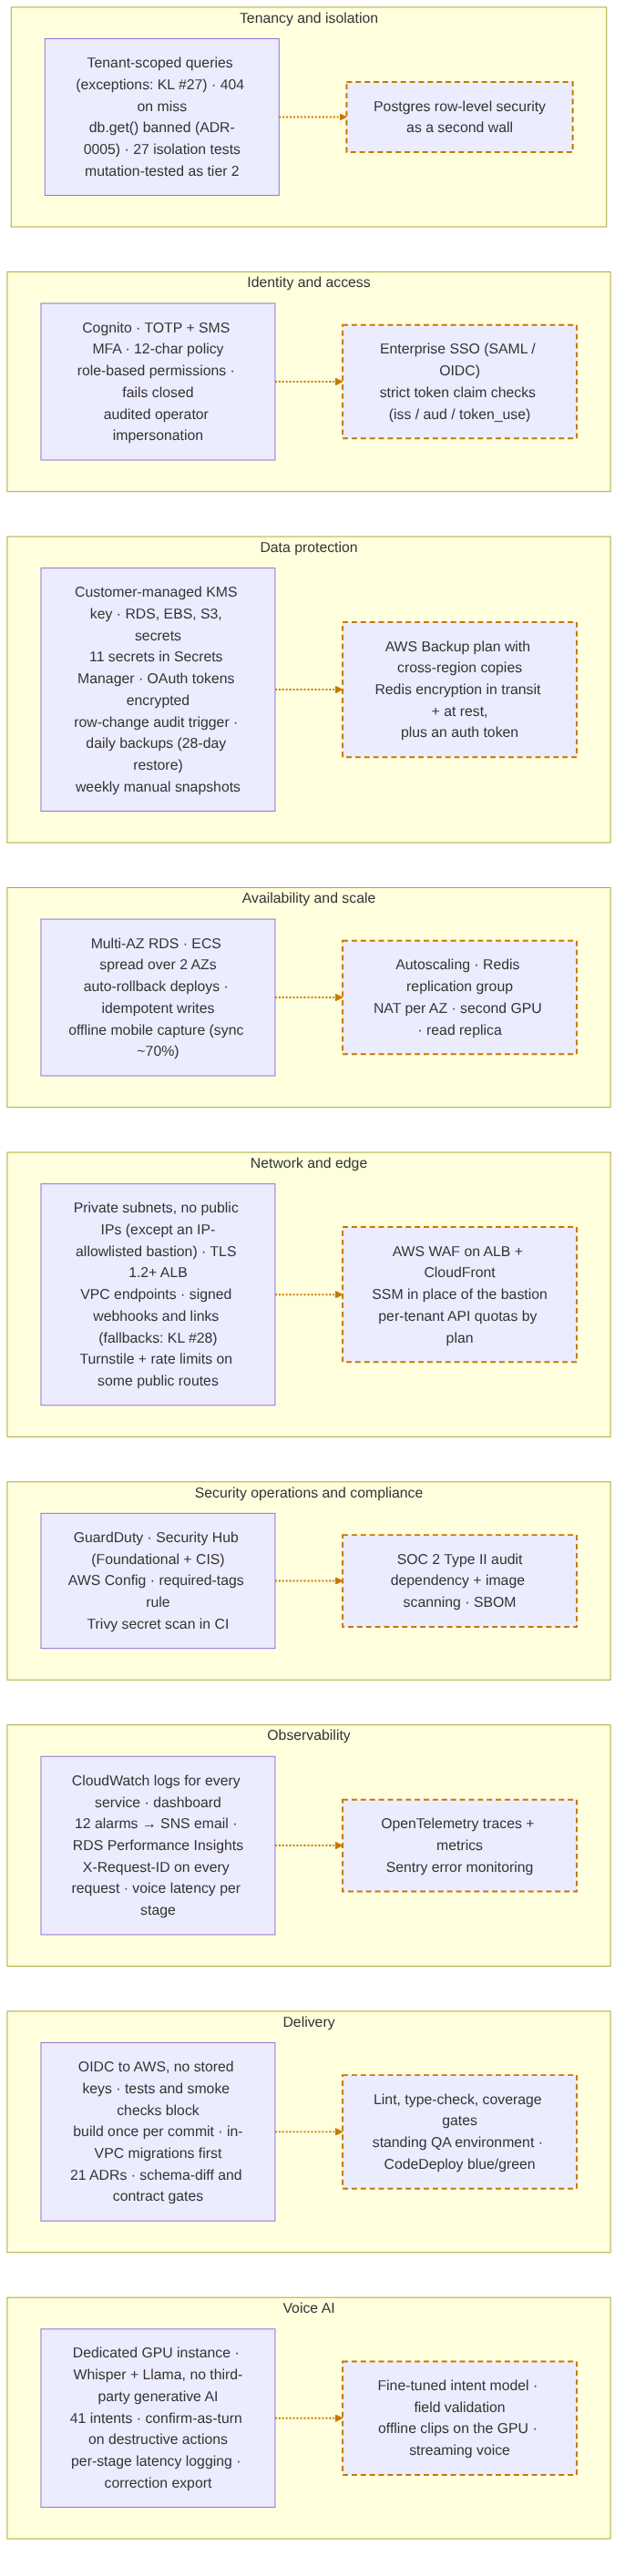 Tenancy and isolation
Tenant-scoped queries
(exceptions: KL #27) · 404
on miss
db.get() banned (ADR-
0005) · 27 isolation tests
mutation-tested as tier 2
Postgres row-level security
as a second wall
Identity and access
Cognito · TOTP + SMS
MFA · 12-char policy
role-based permissions ·
fails closed
audited operator
impersonation
Enterprise SSO (SAML /
OIDC)
strict token claim checks
(iss / aud / token_use)
Data protection
Customer-managed KMS
key · RDS, EBS, S3,
secrets
11 secrets in Secrets
Manager · OAuth tokens
encrypted
row-change audit trigger ·
daily backups (28-day
restore)
weekly manual snapshots
AWS Backup plan with
cross-region copies
Redis encryption in transit
+ at rest,
plus an auth token
Availability and scale
Multi-AZ RDS · ECS
spread over 2 AZs
auto-rollback deploys ·
idempotent writes
offline mobile capture (sync
~70%)
Autoscaling · Redis
replication group
NAT per AZ · second GPU
· read replica
Network and edge
Private subnets, no public
IPs (except an IP-
allowlisted bastion) · TLS
1.2+ ALB
VPC endpoints · signed
webhooks and links
(fallbacks: KL #28)
Turnstile + rate limits on
some public routes
AWS WAF on ALB +
CloudFront
SSM in place of the bastion
per-tenant API quotas by
plan
Security operations and compliance
GuardDuty · Security Hub
(Foundational + CIS)
AWS Config · required-tags
rule
Trivy secret scan in CI
SOC 2 Type II audit
dependency + image
scanning · SBOM
Observability
CloudWatch logs for every
service · dashboard
12 alarms → SNS email ·
RDS Performance Insights
X-Request-ID on every
request · voice latency per
stage
OpenTelemetry traces +
metrics
Sentry error monitoring
Delivery
OIDC to AWS, no stored
keys · tests and smoke
checks block
build once per commit · in-
VPC migrations first
21 ADRs · schema-diff and
contract gates
Lint, type-check, coverage
gates
standing QA environment ·
CodeDeploy blue/green
Voice AI
Dedicated GPU instance ·
Whisper + Llama, no third-
party generative AI
41 intents · confirm-as-turn
on destructive actions
per-stage latency logging ·
correction export
Fine-tuned intent model ·
field validation
offline clips on the GPU ·
streaming voice